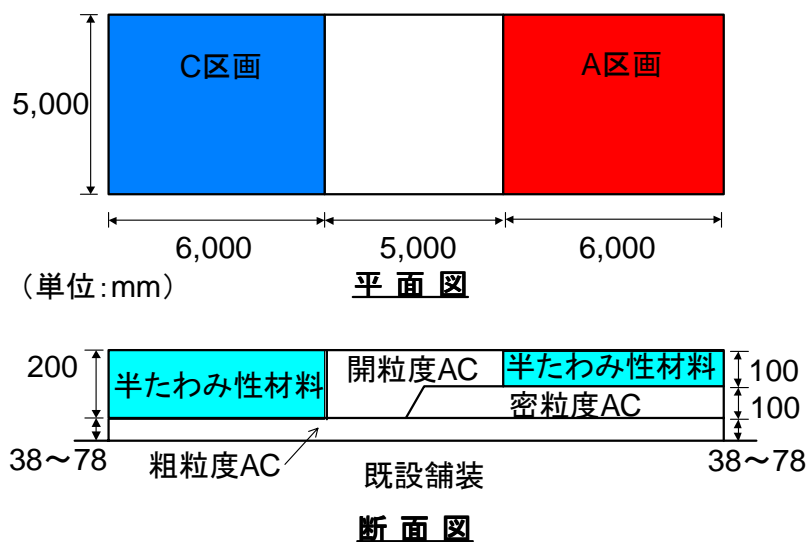 C区画
A区画
5,000
6,000
5,000
6,000
（単位:mm）
平 面 図
200
半たわみ性材料
開粒度AC
半たわみ性材料
100
密粒度AC
100
38～78
粗粒度AC
既設舗装
38～78
断 面 図